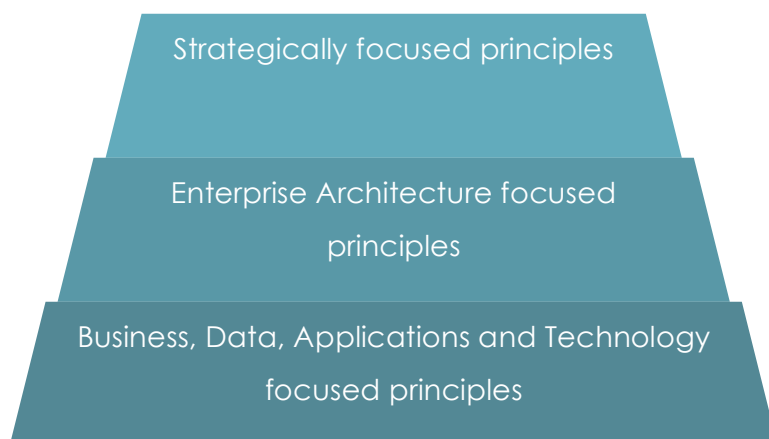 Strategically focused principles
Enterprise Architecture focused
principles
Business, Data, Applications and Technology
focused principles